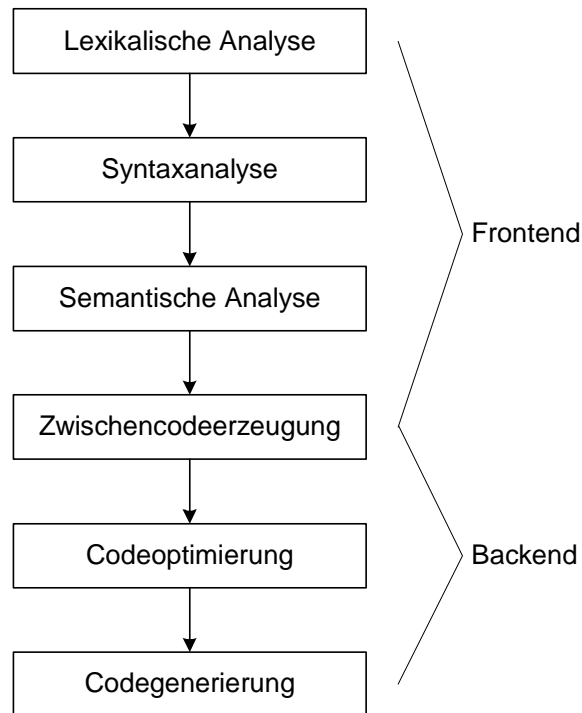 Lexikalische Analyse
Syntaxanalyse
Frontend
Semantische Analyse
Zwischencodeerzeugung
Codeoptimierung
Backend
Codegenerierung